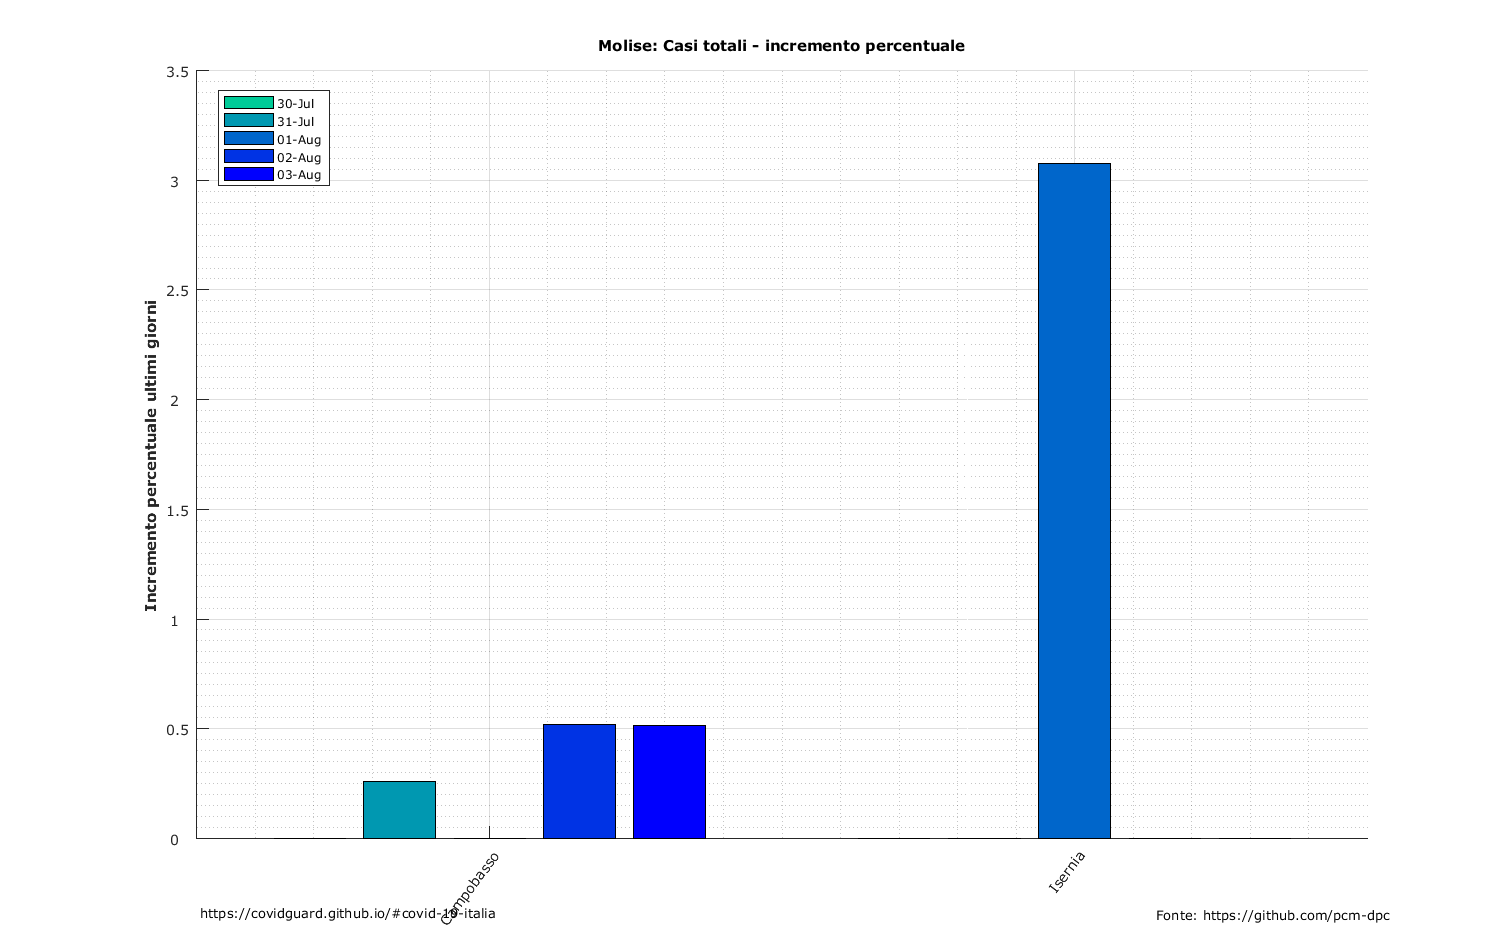 Molise: Casi totali - incremento percentuale
3.5
3
2.5
2
1.5
1
0.5
0
30-Jul
31-Jul
01-Aug
02-Aug
03-Aug
Incremento percentuale ultimi giorni
Campobasso
Isernia
https://covidguard.github.io/#covid-19-italia
Fonte: https://github.com/pcm-dpc